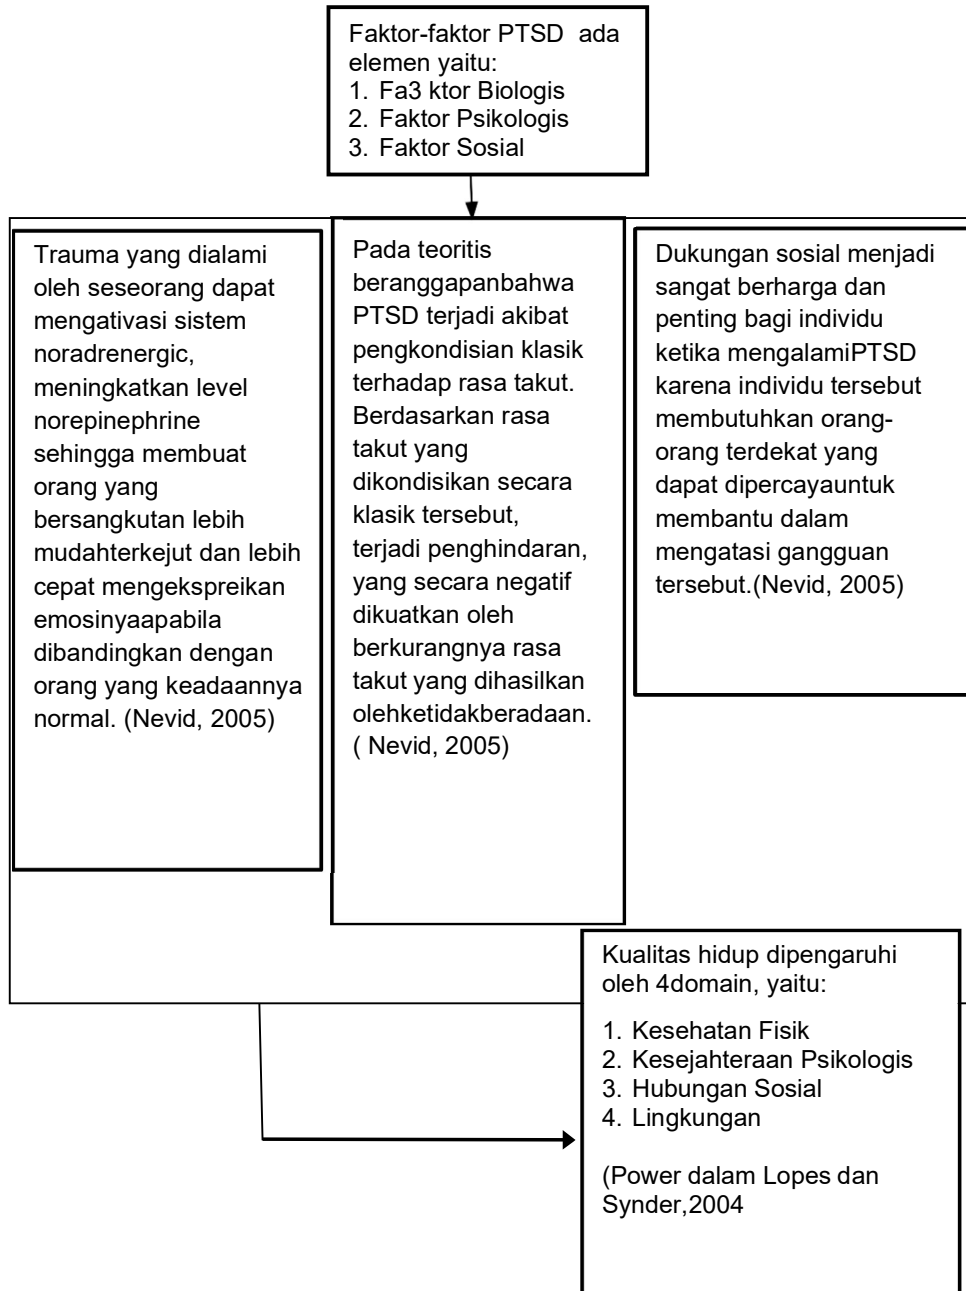 Faktor-faktor PTSD  ada
elemen yaitu:
1. Fa3 ktor Biologis
2. Faktor Psikologis
3. Faktor Sosial
Trauma yang dialami
oleh seseorang dapat
mengativasi sistem
noradrenergic,
meningkatkan level
norepinephrine
sehingga membuat
orang yang
bersangkutan lebih
mudahterkejut dan lebih
cepat mengekspreikan
emosinyaapabila
dibandingkan dengan
orang yang keadaannya
normal. (Nevid, 2005)
Pada teoritis
beranggapanbahwa
PTSD terjadi akibat
pengkondisian klasik
terhadap rasa takut.
Berdasarkan rasa
takut yang
dikondisikan secara
klasik tersebut,
terjadi penghindaran,
yang secara negatif
dikuatkan oleh
berkurangnya rasa
takut yang dihasilkan
olehketidakberadaan.
( Nevid, 2005)
Dukungan sosial menjadi
sangat berharga dan
penting bagi individu
ketika mengalamiPTSD
karena individu tersebut
membutuhkan orang-
orang terdekat yang
dapat dipercayauntuk
membantu dalam
mengatasi gangguan
tersebut.(Nevid, 2005)
Kualitas hidup dipengaruhi
oleh 4domain, yaitu:
1. Kesehatan Fisik
2. Kesejahteraan Psikologis
3. Hubungan Sosial
4. Lingkungan
(Power dalam Lopes dan
Synder,2004